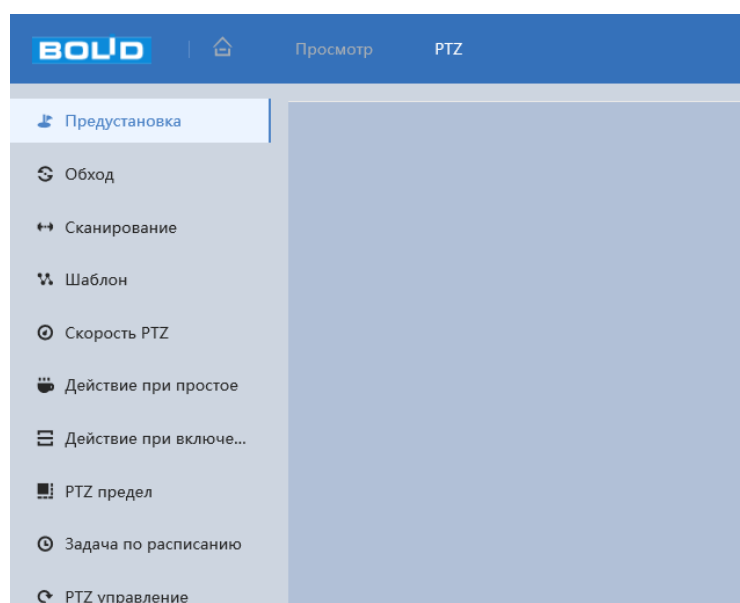 BOLID
Просмотр
PTZ
Предустановка
Обход
Сканирование
Шаблон
Скорость PTZ
Действие при простое
Действие при включе...
PTZ предел
Задача по расписанию
PTZ управление